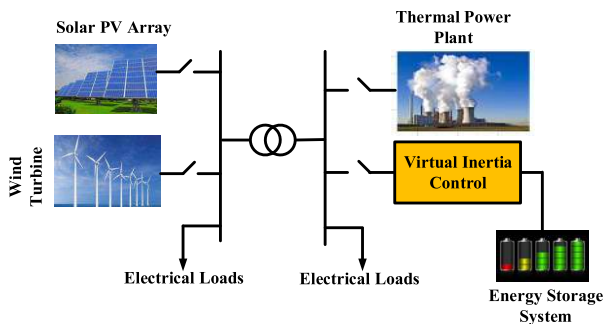 Solar PV Array
Thermal Power
Plant
Wind
Turbine
Virtual Inertia
Control
Electrical Loads
Electrical Loads
Energy Storage
System